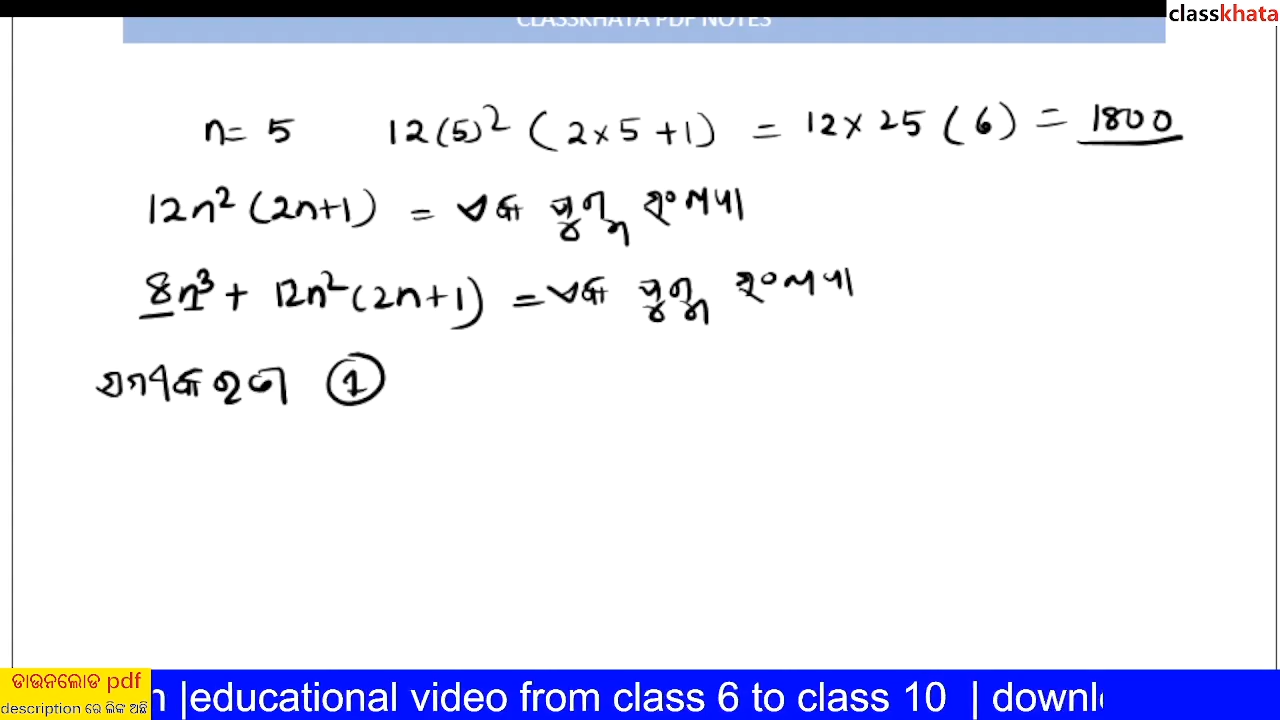 classkhata
CLASSKHATA PDF NOTES
n= 5 12(5)² (2×5+1) = 12×25 (6) = 1800
12n² (2n+1) = ଏକ ଯୁଗ୍ମ ସଂଖ୍ୟା
8n³ + 12n² (2n+1) = ଏକ ଯୁଗ୍ମ ସଂଖ୍ୟା
①
ଡାଉନଲୋଡ pdf
description ରେ ଲିଙ୍କ ଅଛି
|educational video from class 6 to class 10 | downl